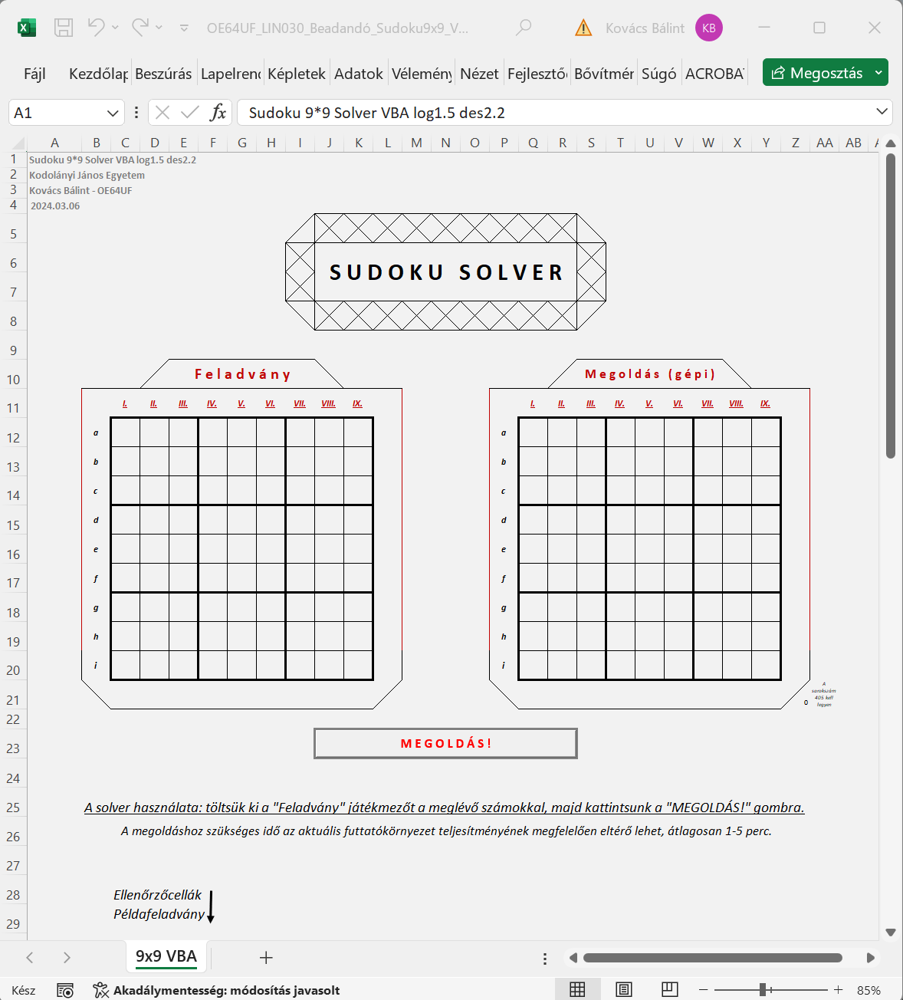 OE64UF_LIN030_Beadandó_Sudoku9x9_V...
Kovács Bálint
KB
Fájl
Kezdőlap
Beszúrás
Lapelrend
Képletek
Adatok
Vélemény
Nézet
Fejlesztő
Bővítmér
Súgó
ACROBAT
Megosztás
A1
fx
Sudoku 9*9 Solver VBA log1.5 des2.2
A B C D E F G H I J K L M N O P Q R S T U V W X Y Z AA AB
1
Sudoku 9*9 Solver VBA log1.5 des2.2
2
Kodolányi János Egyetem
3
Kovács Bálint - OE64UF
4
2024.03.06
5
6
SUDOKU SOLVER
7
8
9
10
Feladvány
Megoldás (gépi)
11
I. II. III. IV. V. VI. VII. VIII. IX.
I. II. III. IV. V. VI. VII. VIII. IX.
12
a
a
13
b
b
14
c
c
15
d
d
16
e
e
17
f
f
18
g
g
19
h
h
20
i
i
21
0
A
sarokszám
405 kell
legyen
22
23
MEGOLDÁS!
24
25
A solver használata: töltsük ki a "Feladvány" játékmezőt a meglévő számokkal, majd kattintsunk a "MEGOLDÁS!" gombra.
26
A megoldáshoz szükséges idő az aktuális futtatókörnyezet teljesítményének megfelelően eltérő lehet, átlagosan 1-5 perc.
27
28
Ellenőrzőcellák
29
Példafeladvány
9x9 VBA
Kész
Akadálymentesség: módosítás javasolt
85%